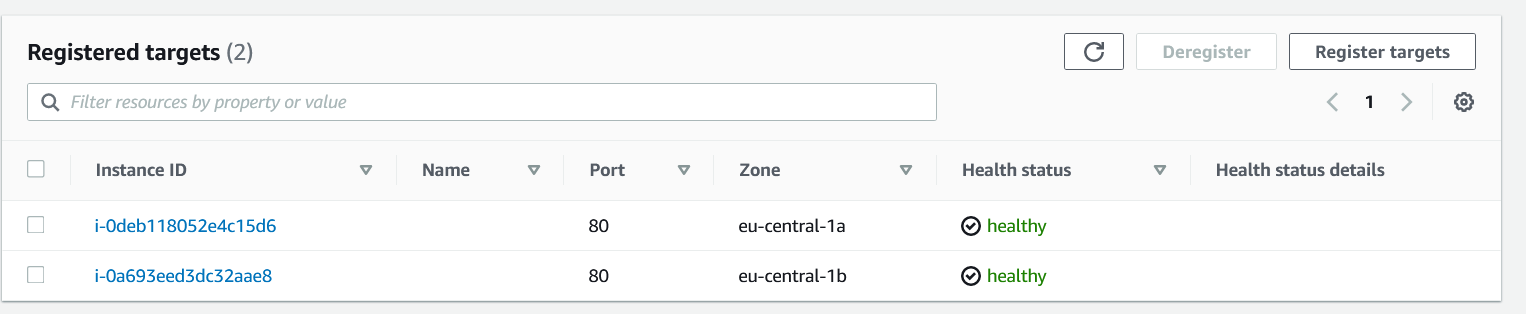 Registered targets (2)
Deregister
Register targets
Filter resources by property or value
1
Instance ID Name Port Zone Health status Health status details
i-0deb118052e4c15d6 80 eu-central-1a healthy
i-0a693eed3dc32aae8 80 eu-central-1b healthy